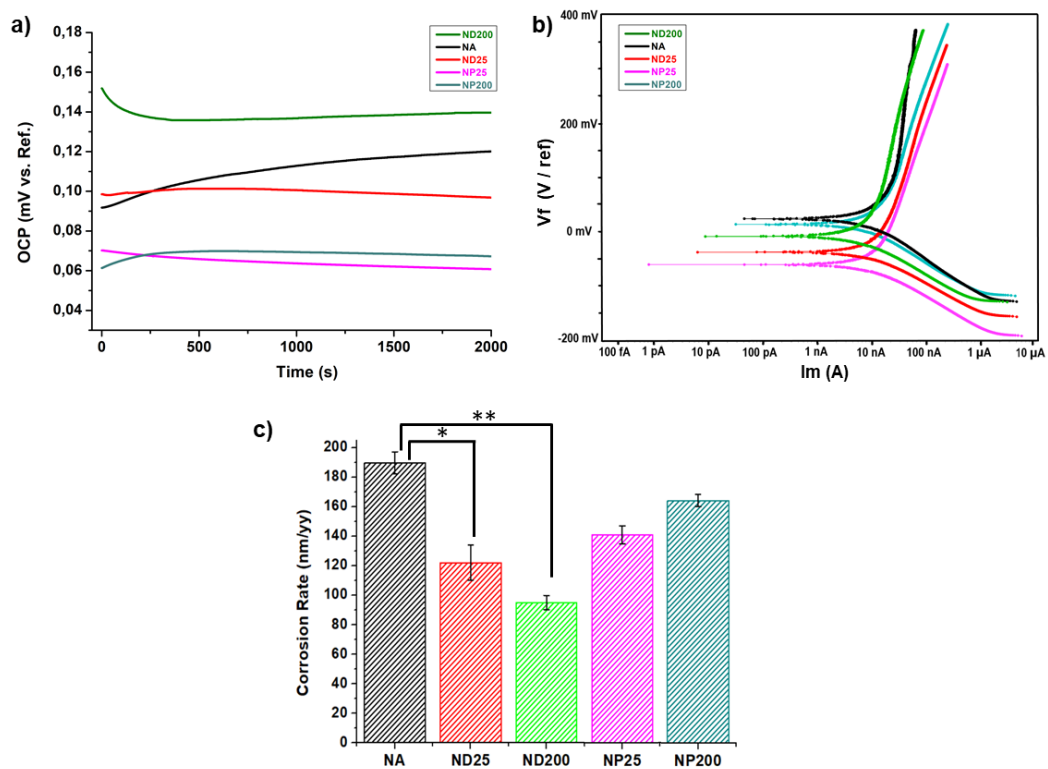 a)
OCP (mV vs. Ref.)
0,18
0,16
0,14
0,12
0,10
0,08
0,06
0,04
0,02
0,00
0
500
1000
1500
2000
Time (s)
ND200
NA
ND25
NP25
NP200
b)
Vf (V / ref)
400 mV
200 mV
0 mV
-200 mV
100 fA
1 pA
10 pA
100 pA
1 nA
10 nA
100 nA
1 µA
10 µA
Im (A)
ND200
NA
ND25
NP25
NP200
c)
Corrosion Rate (nm/yy)
200
180
160
140
120
100
80
60
40
20
0
*
**
NA
ND25
ND200
NP25
NP200